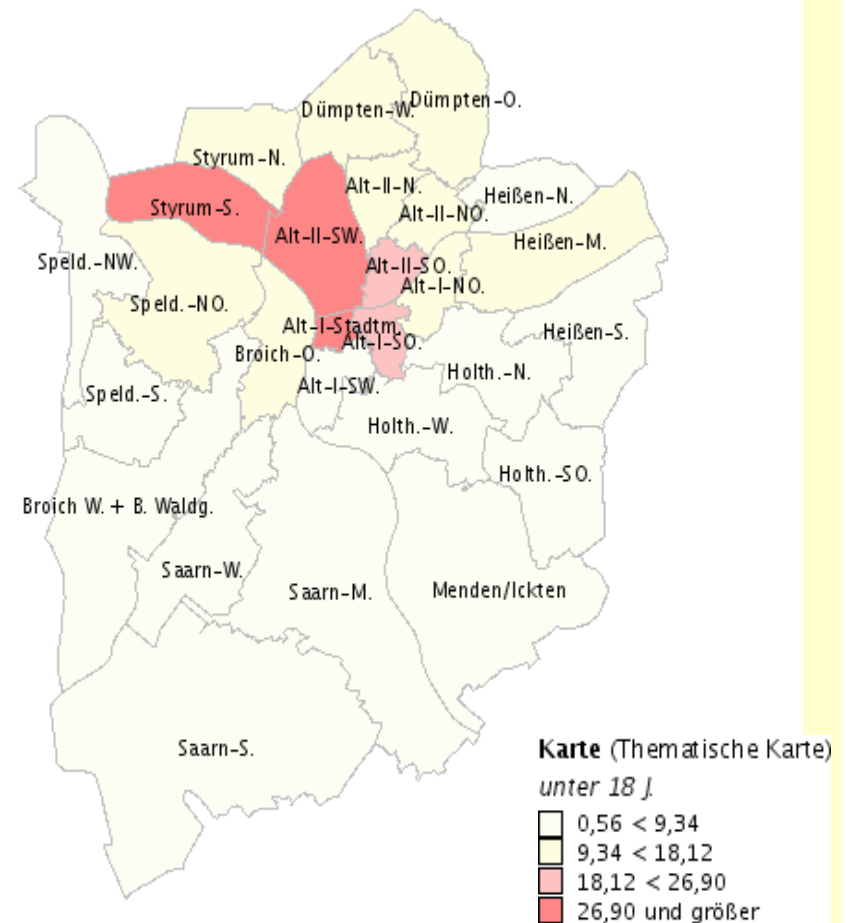 Dümpten-W.
Dümpten-O.
Styrum-N.
Alt-II-N.
Heißen-N.
Styrum-S.
Alt-II-NO.
Alt-II-SW.
Heißen-M.
Speld.-NW.
Alt-II-SO.
Alt-I-NO.
Speld.-NO.
Alt-I-Stadtm.
Heißen-S.
Alt-I-SO.
Broich-O.
Holth.-N.
Alt-I-SW.
Speld.-S.
Holth.-W.
Holth.-SO.
Broich W. + B. Waldg.
Saarn-W.
Saarn-M.
Menden/Ickten
Saarn-S.
Karte (Thematische Karte)
unter 18 J.
0,56 < 9,34
9,34 < 18,12
18,12 < 26,90
26,90 und größer